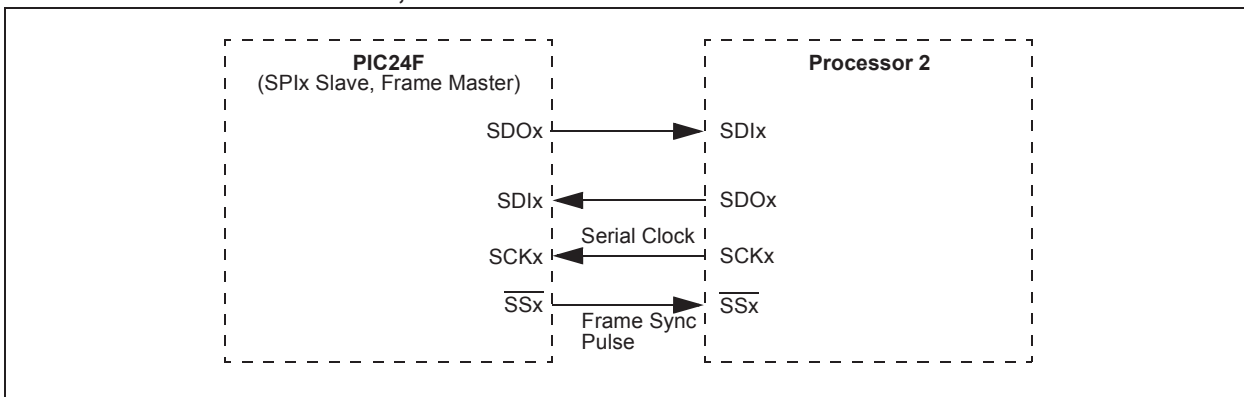 PIC24F
(SPIx Slave, Frame Master)
Processor 2
SDOx
SDIx
SDIx
SDOx
Serial Clock
SCKx
SCKx
SSx
SSx
Frame Sync
Pulse